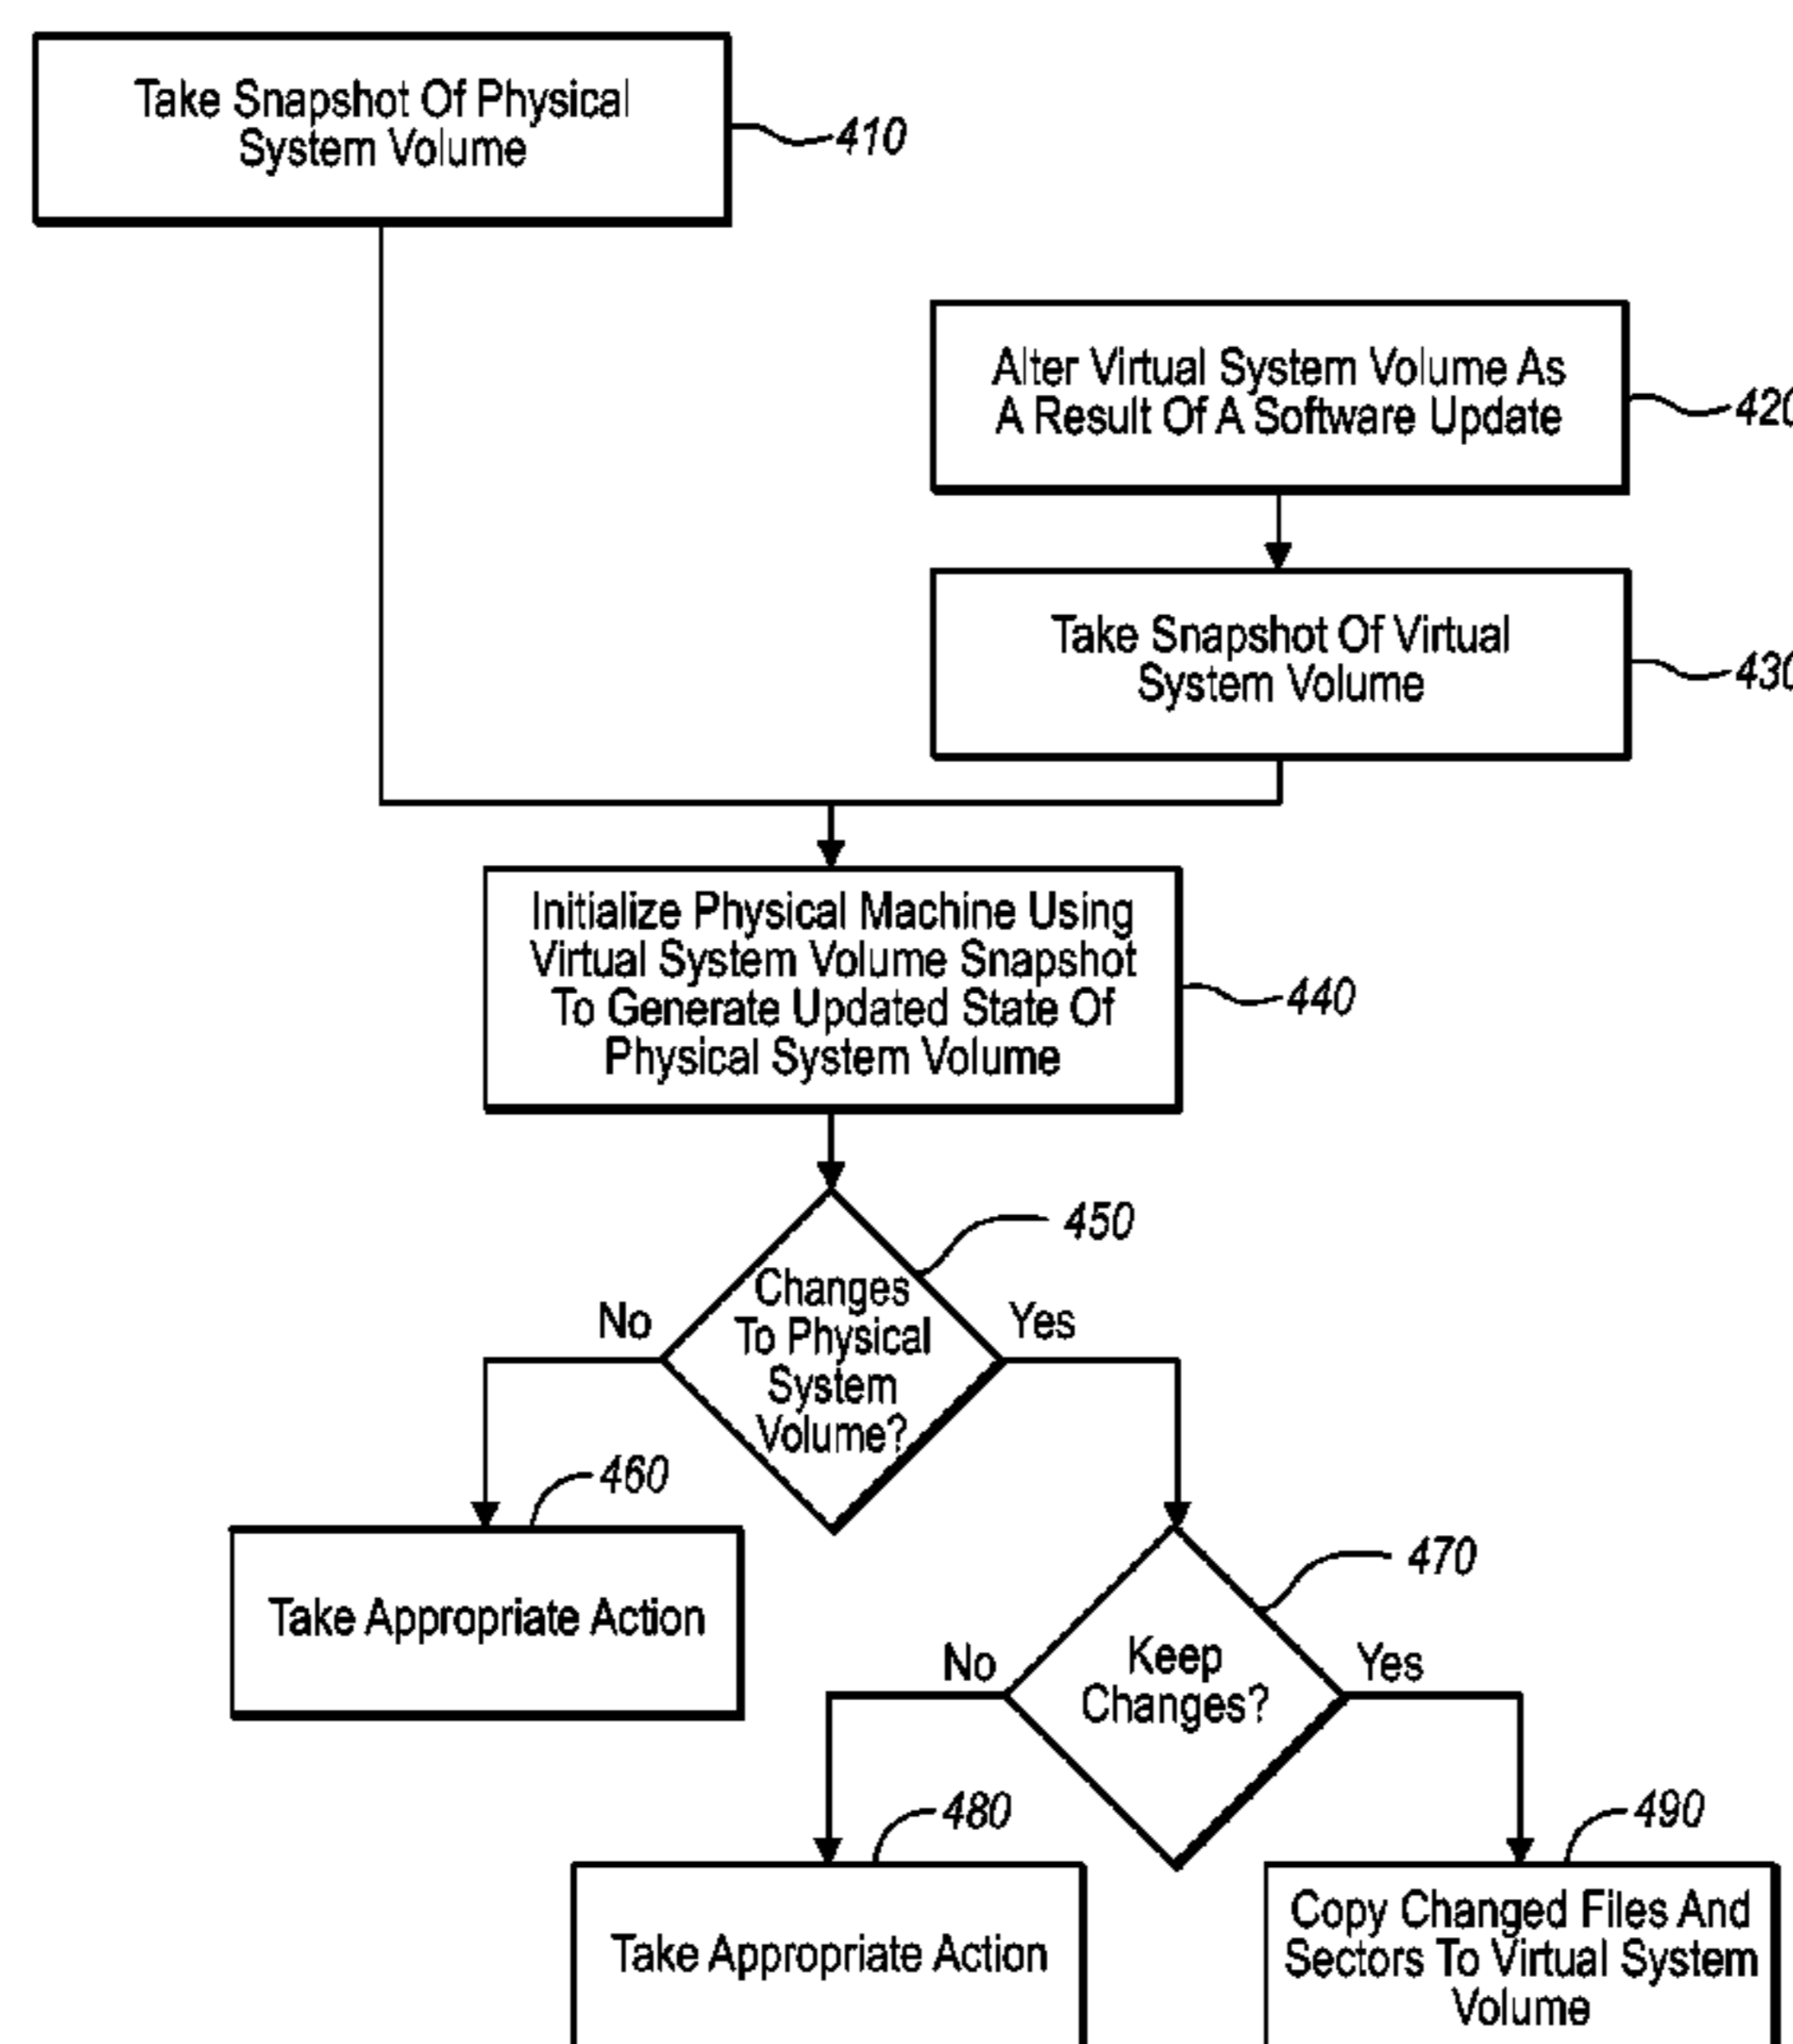 Take Snapshot Of Physical
System Volume
410
Alter Virtual System Volume As
A Result Of A Software Update
420
Take Snapshot Of Virtual
System Volume
430
Initialize Physical Machine Using
Virtual System Volume Snapshot
To Generate Updated State Of
Physical System Volume
440
450
Changes
To Physical
System
Volume?
No
Yes
460
Take Appropriate Action
470
Keep
Changes?
No
Yes
480
Take Appropriate Action
490
Copy Changed Files And
Sectors To Virtual System
Volume